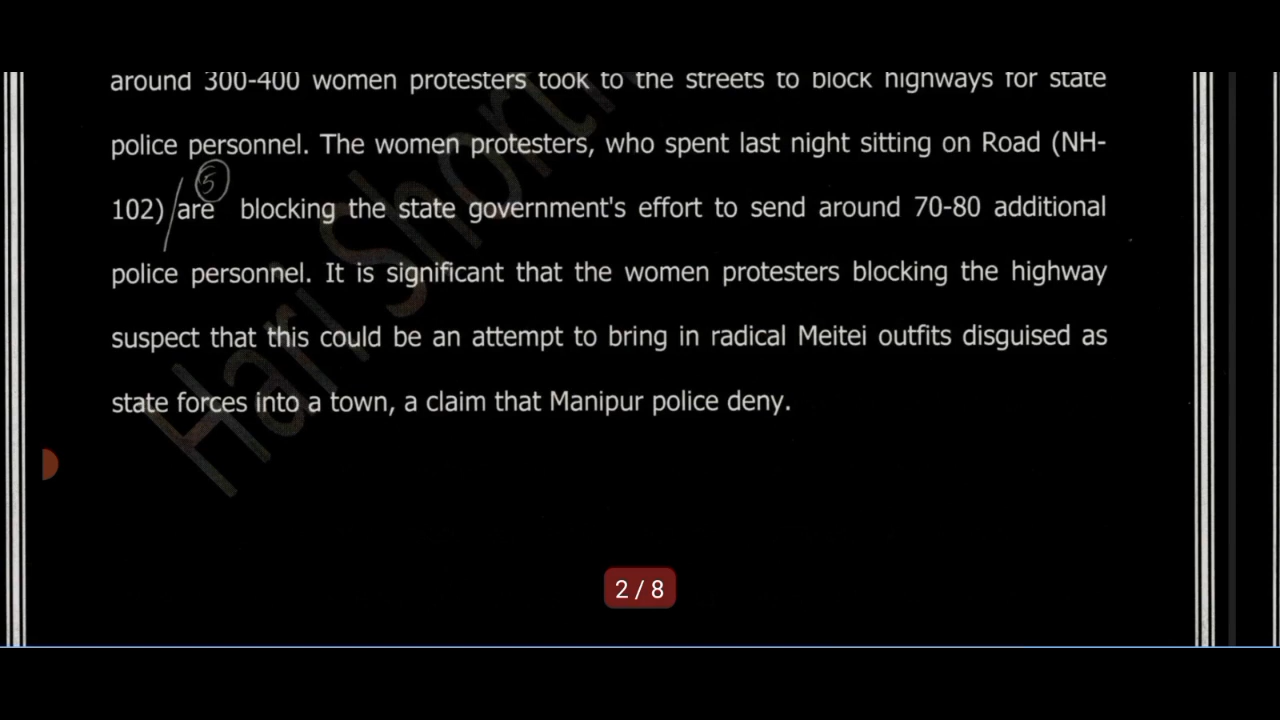 around 300-400 women protesters took to the streets to block highways for state
police personnel. The women protesters, who spent last night sitting on Road (NH-
5
102) / are blocking the state government's effort to send around 70-80 additional
police personnel. It is significant that the women protesters blocking the highway
suspect that this could be an attempt to bring in radical Meitei outfits disguised as
state forces into a town, a claim that Manipur police deny.
Hari Short
2 / 8